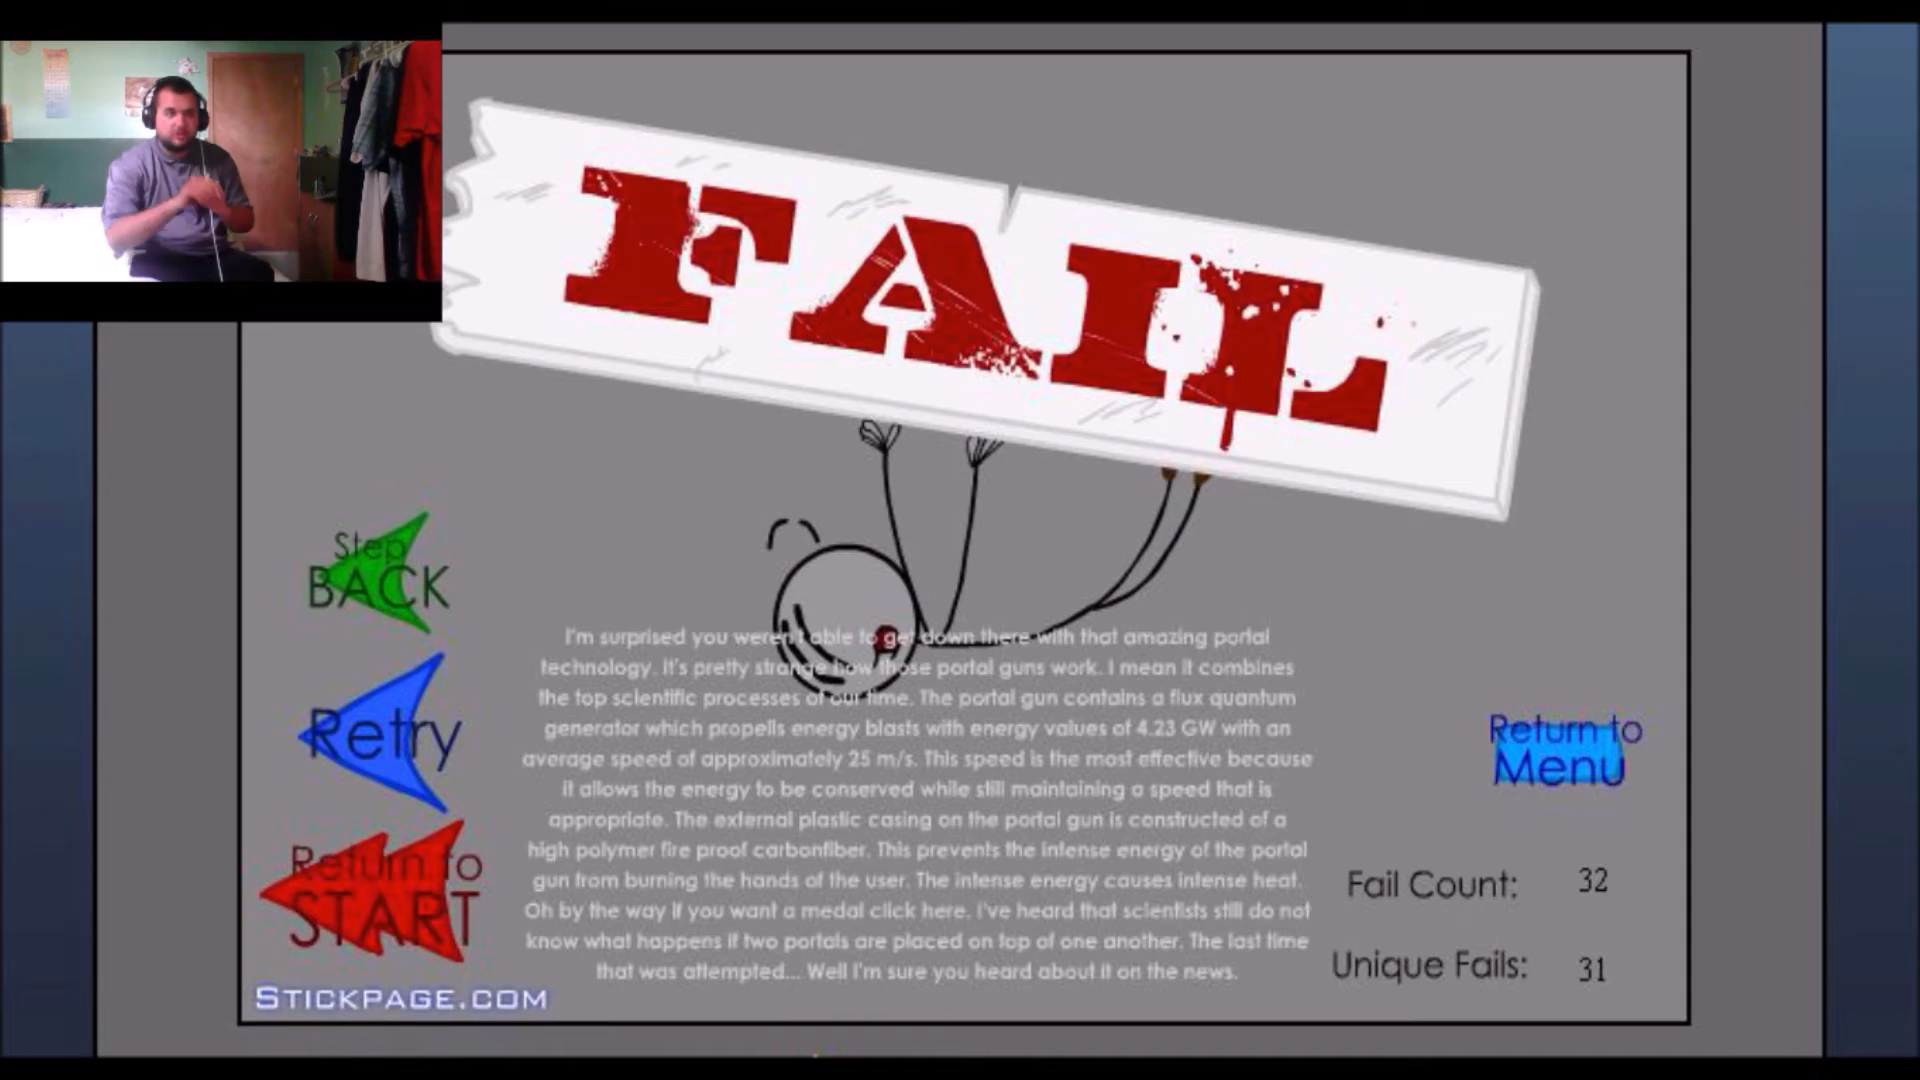 FAIL
Step
BACK
Retry
Return to
START
I'm surprised you weren't able to get down there with that amazing portal
technology. It's pretty strange how those portal guns work. I mean it combines
the top scientific processes of our time. The portal gun contains a flux quantum
generator which propells energy blasts with energy values of 4.23 GW with an
average speed of approximately 25 m/s. This speed is the most effective because
it allows the energy to be conserved while still maintaining a speed that is
appropriate. The external plastic casing on the portal gun is constructed of a
high polymer fire proof carbonfiber. This prevents the intense energy of the portal
gun from burning the hands of the user. The intense energy causes intense heat.
Oh by the way if you want a medal click here. I've heard that scientists still do not
know what happens if two portals are placed on top of one another. The last time
that was attempted... Well I'm sure you heard about it on the news.
Return to
Menu
Fail Count: 32
Unique Fails: 31
STICKPAGE.COM